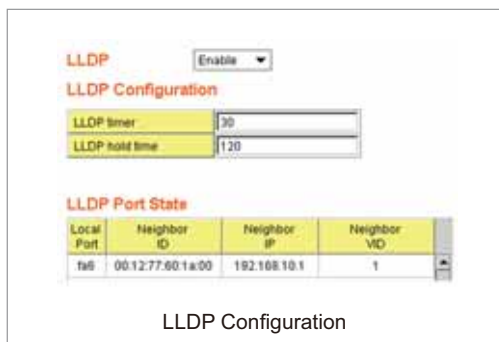 LLDP Enable
LLDP Configuration
LLDP timer 30
LLDP hold time 120
LLDP Port State
Local Port Neighbor ID Neighbor IP Neighbor VID
fa6 00:12:77:60:1a:00 192.168.10.1 1
LLDP Configuration